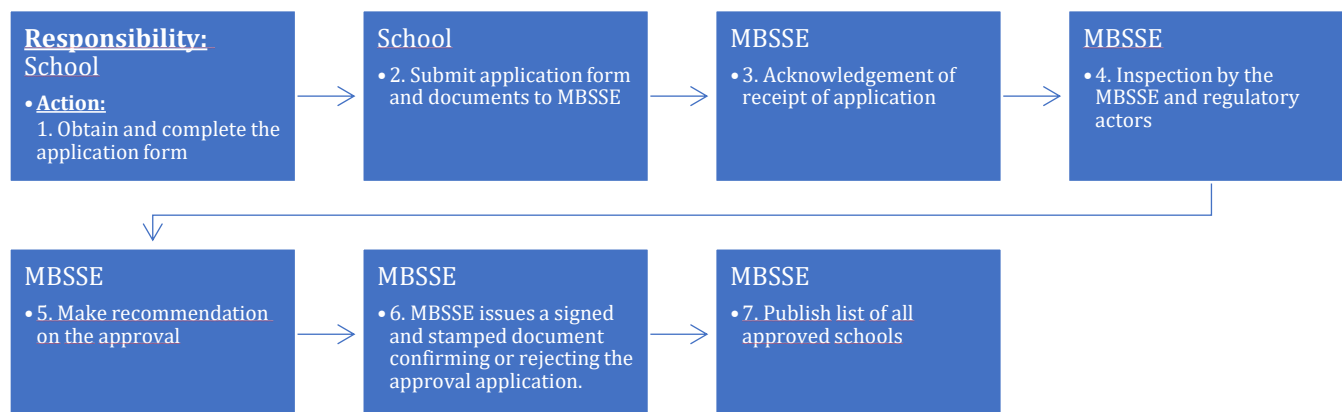 Responsibility:
School
• Action:
1. Obtain and complete the
application form
School
• 2. Submit application form
and documents to MBSSE
MBSSE
• 3. Acknowledgement of
receipt of application
MBSSE
• 4. Inspection by the
MBSSE and regulatory
actors
MBSSE
• 5. Make recommendation
on the approval
MBSSE
• 6. MBSSE issues a signed
and stamped document
confirming or rejecting the
approval application.
MBSSE
• 7. Publish list of all
approved schools